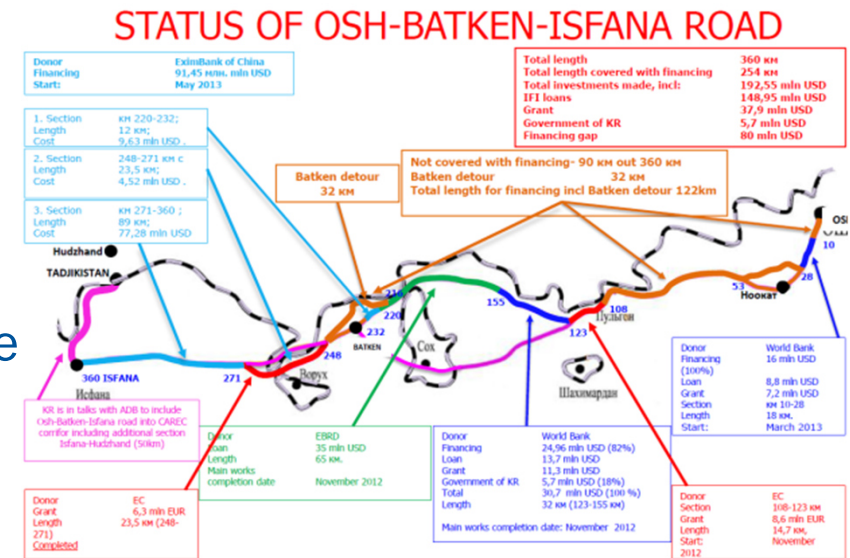 STATUS OF OSH-BATKEN-ISFANA ROAD
Donor EximBank of China
Financing 91,45 млн. mln USD
Start: May 2013
Total length 360 км
Total length covered with financing 254 км
Total investments made, incl: 192,55 mln USD
IFI loans 148,95 mln USD
Grant 37,9 mln USD
Government of KR 5,7 mln USD
Financing gap 80 mln USD
1. Section км 220-232;
Length 12 км;
Cost 9,63 mln USD .
2. Section 248-271 км с
Length 23,5 км;
Cost 4,52 mln USD .
3. Section км 271-360 ;
Length 89 км;
Cost 77,28 mln USD
Batken detour
32 км
Not covered with financing- 90 км out 360 км
Batken detour 32 км
Total length for financing incl Batken detour 122km
Hudzhand
TADJIKISTAN
10
28
53
Ноокат
108
Пульгон
123
155
220
232
BATKEN
248
271
360 ISFANA
Исфана
Ворух
Сох
Шахимардан
e
KR is in talks with ADB to include
Osh-Batken-Isfana road into CAREC
corrifor including additional section
Isfana-Hudzhand (50km)
Donor EBRD
Loan 35 mln USD
Length 65 км.
Main works
completion date November 2012
Donor World Bank
Financing 24,96 mln USD (82%)
Loan 13,7 mln USD
Grant 11,3 mln USD
Government of KR 5,7 mln USD (18%)
Total 30,7 mln USD (100 %)
Length 32 км (123-155 км)
Main works completion date: November 2012
Donor World Bank
Financing 16 mln USD
(100%)
Loan 8,8 mln USD
Grant 7,2 mln USD
Section км 10-28
Length 18 км.
Start: March 2013
Donor EC
Grant 6,3 mln EUR
Length 23,5 км (248-
271)
Completed
Donor EC
Section 108-123 км
Grant 8,6 mln EUR
Length 14,7 км,
Start: November
2012